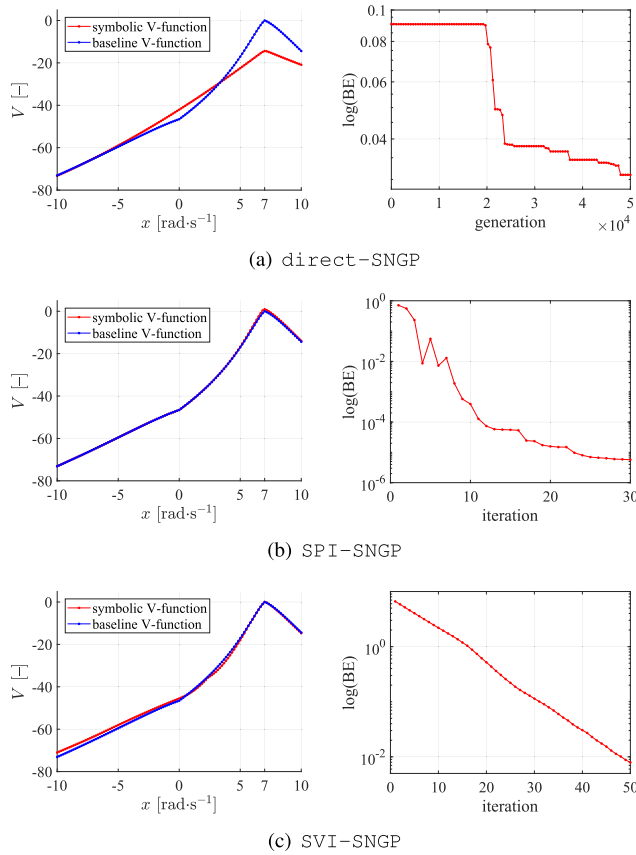 symbolic V-function
baseline V-function
V [–]
0
-20
-40
-60
-80
-10
-5
0
5
7
10
x [rad·s⁻¹]
log(BE)
0.1
0.08
0.06
0.04
0
1
2
3
4
5
×10⁴
generation
(a) direct-SNGP
symbolic V-function
baseline V-function
V [–]
0
-20
-40
-60
-80
-10
-5
0
5
7
10
x [rad·s⁻¹]
log(BE)
10⁰
10⁻²
10⁻⁴
10⁻⁶
0
10
20
30
iteration
(b) SPI-SNGP
symbolic V-function
baseline V-function
V [–]
0
-20
-40
-60
-80
-10
-5
0
5
7
10
x [rad·s⁻¹]
log(BE)
10⁰
10⁻²
0
10
20
30
40
50
iteration
(c) SVI-SNGP